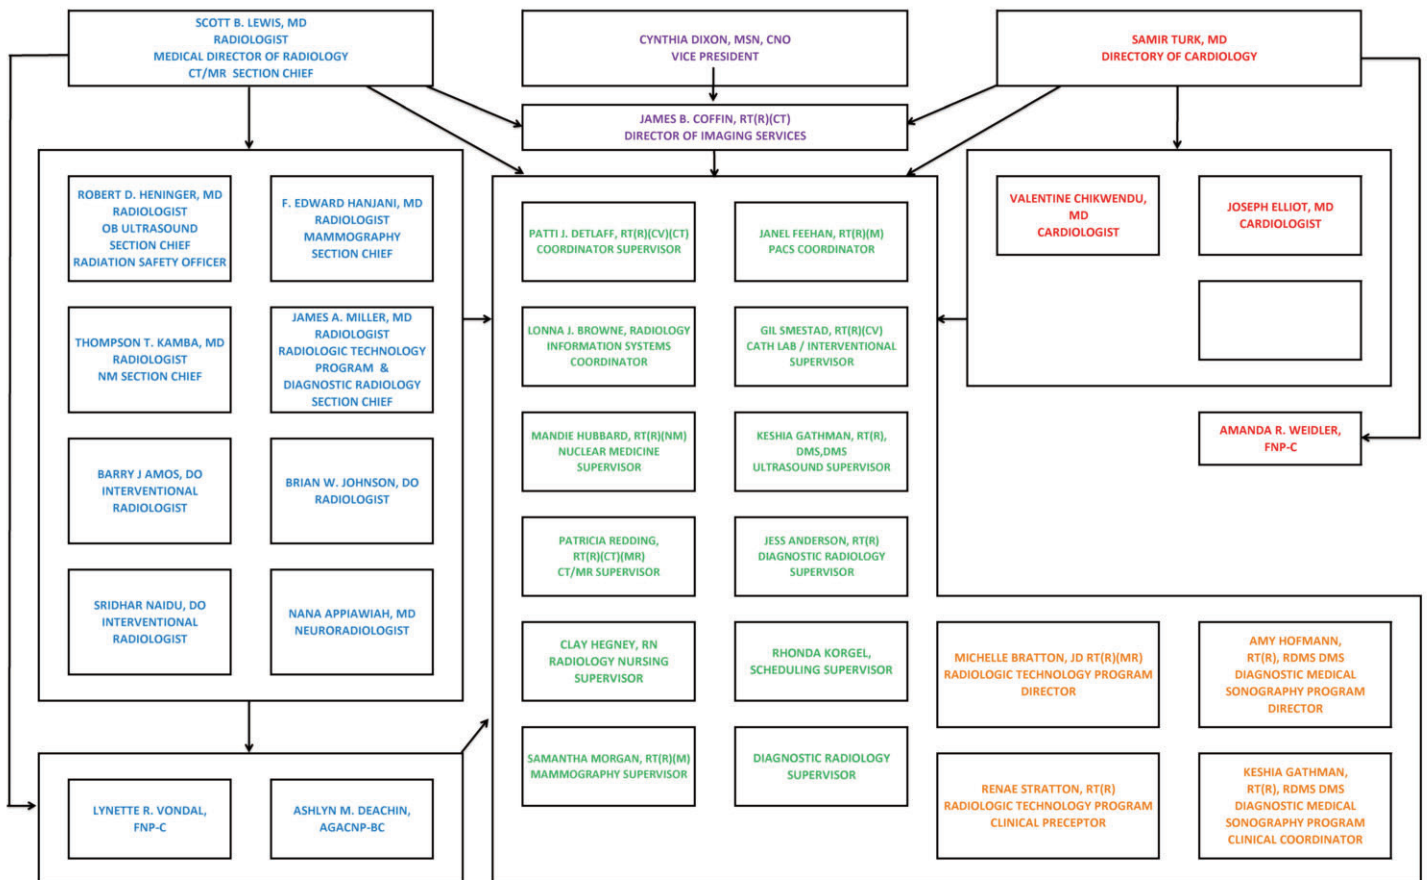 SCOTT B. LEWIS, MD
RADIOLOGIST
MEDICAL DIRECTOR OF RADIOLOGY
CT/MR SECTION CHIEF
CYNTHIA DIXON, MSN, CNO
VICE PRESIDENT
SAMIR TURK, MD
DIRECTORY OF CARDIOLOGY
JAMES B. COFFIN, RT(R)(CT)
DIRECTOR OF IMAGING SERVICES
ROBERT D. HENINGER, MD
RADIOLOGIST
OB ULTRASOUND
SECTION CHIEF
RADIATION SAFETY OFFICER
F. EDWARD HANJANI, MD
RADIOLOGIST
MAMMOGRAPHY
SECTION CHIEF
THOMPSON T. KAMBA, MD
RADIOLOGIST
NM SECTION CHIEF
JAMES A. MILLER, MD
RADIOLOGIST
RADIOLOGIC TECHNOLOGY
PROGRAM &
DIAGNOSTIC RADIOLOGY
SECTION CHIEF
BARRY J AMOS, DO
INTERVENTIONAL
RADIOLOGIST
BRIAN W. JOHNSON, DO
RADIOLOGIST
SRIDHAR NAIDU, DO
INTERVENTIONAL
RADIOLOGIST
NANA APPIAWIAH, MD
NEURORADIOLOGIST
LYNETTE R. VONDAL,
FNP-C
ASHLYN M. DEACHIN,
AGACNP-BC
PATTI J. DETLAFF, RT(R)(CV)(CT)
COORDINATOR SUPERVISOR
JANEL FEEHAN, RT(R)(M)
PACS COORDINATOR
LONNA J. BROWNE, RADIOLOGY
INFORMATION SYSTEMS
COORDINATOR
GIL SMESTAD, RT(R)(CV)
CATH LAB / INTERVENTIONAL
SUPERVISOR
MANDIE HUBBARD, RT(R)(NM)
NUCLEAR MEDICINE
SUPERVISOR
KESHIA GATHMAN, RT(R),
DMS,DMS
ULTRASOUND SUPERVISOR
PATRICIA REDDING,
RT(R)(CT)(MR)
CT/MR SUPERVISOR
JESS ANDERSON, RT(R)
DIAGNOSTIC RADIOLOGY
SUPERVISOR
CLAY HEGNEY, RN
RADIOLOGY NURSING
SUPERVISOR
RHONDA KORGEL,
SCHEDULING SUPERVISOR
SAMANTHA MORGAN, RT(R)(M)
MAMMOGRAPHY SUPERVISOR
DIAGNOSTIC RADIOLOGY
SUPERVISOR
VALENTINE CHIKWENDU,
MD
CARDIOLOGIST
JOSEPH ELLIOT, MD
CARDIOLOGIST
AMANDA R. WEIDLER,
FNP-C
MICHELLE BRATTON, JD RT(R)(MR)
RADIOLOGIC TECHNOLOGY PROGRAM
DIRECTOR
AMY HOFMANN,
RT(R), RDMS DMS
DIAGNOSTIC MEDICAL
SONOGRAPHY PROGRAM
DIRECTOR
RENAE STRATTON, RT(R)
RADIOLOGIC TECHNOLOGY PROGRAM
CLINICAL PRECEPTOR
KESHIA GATHMAN,
RT(R), RDMS DMS
DIAGNOSTIC MEDICAL
SONOGRAPHY PROGRAM
CLINICAL COORDINATOR